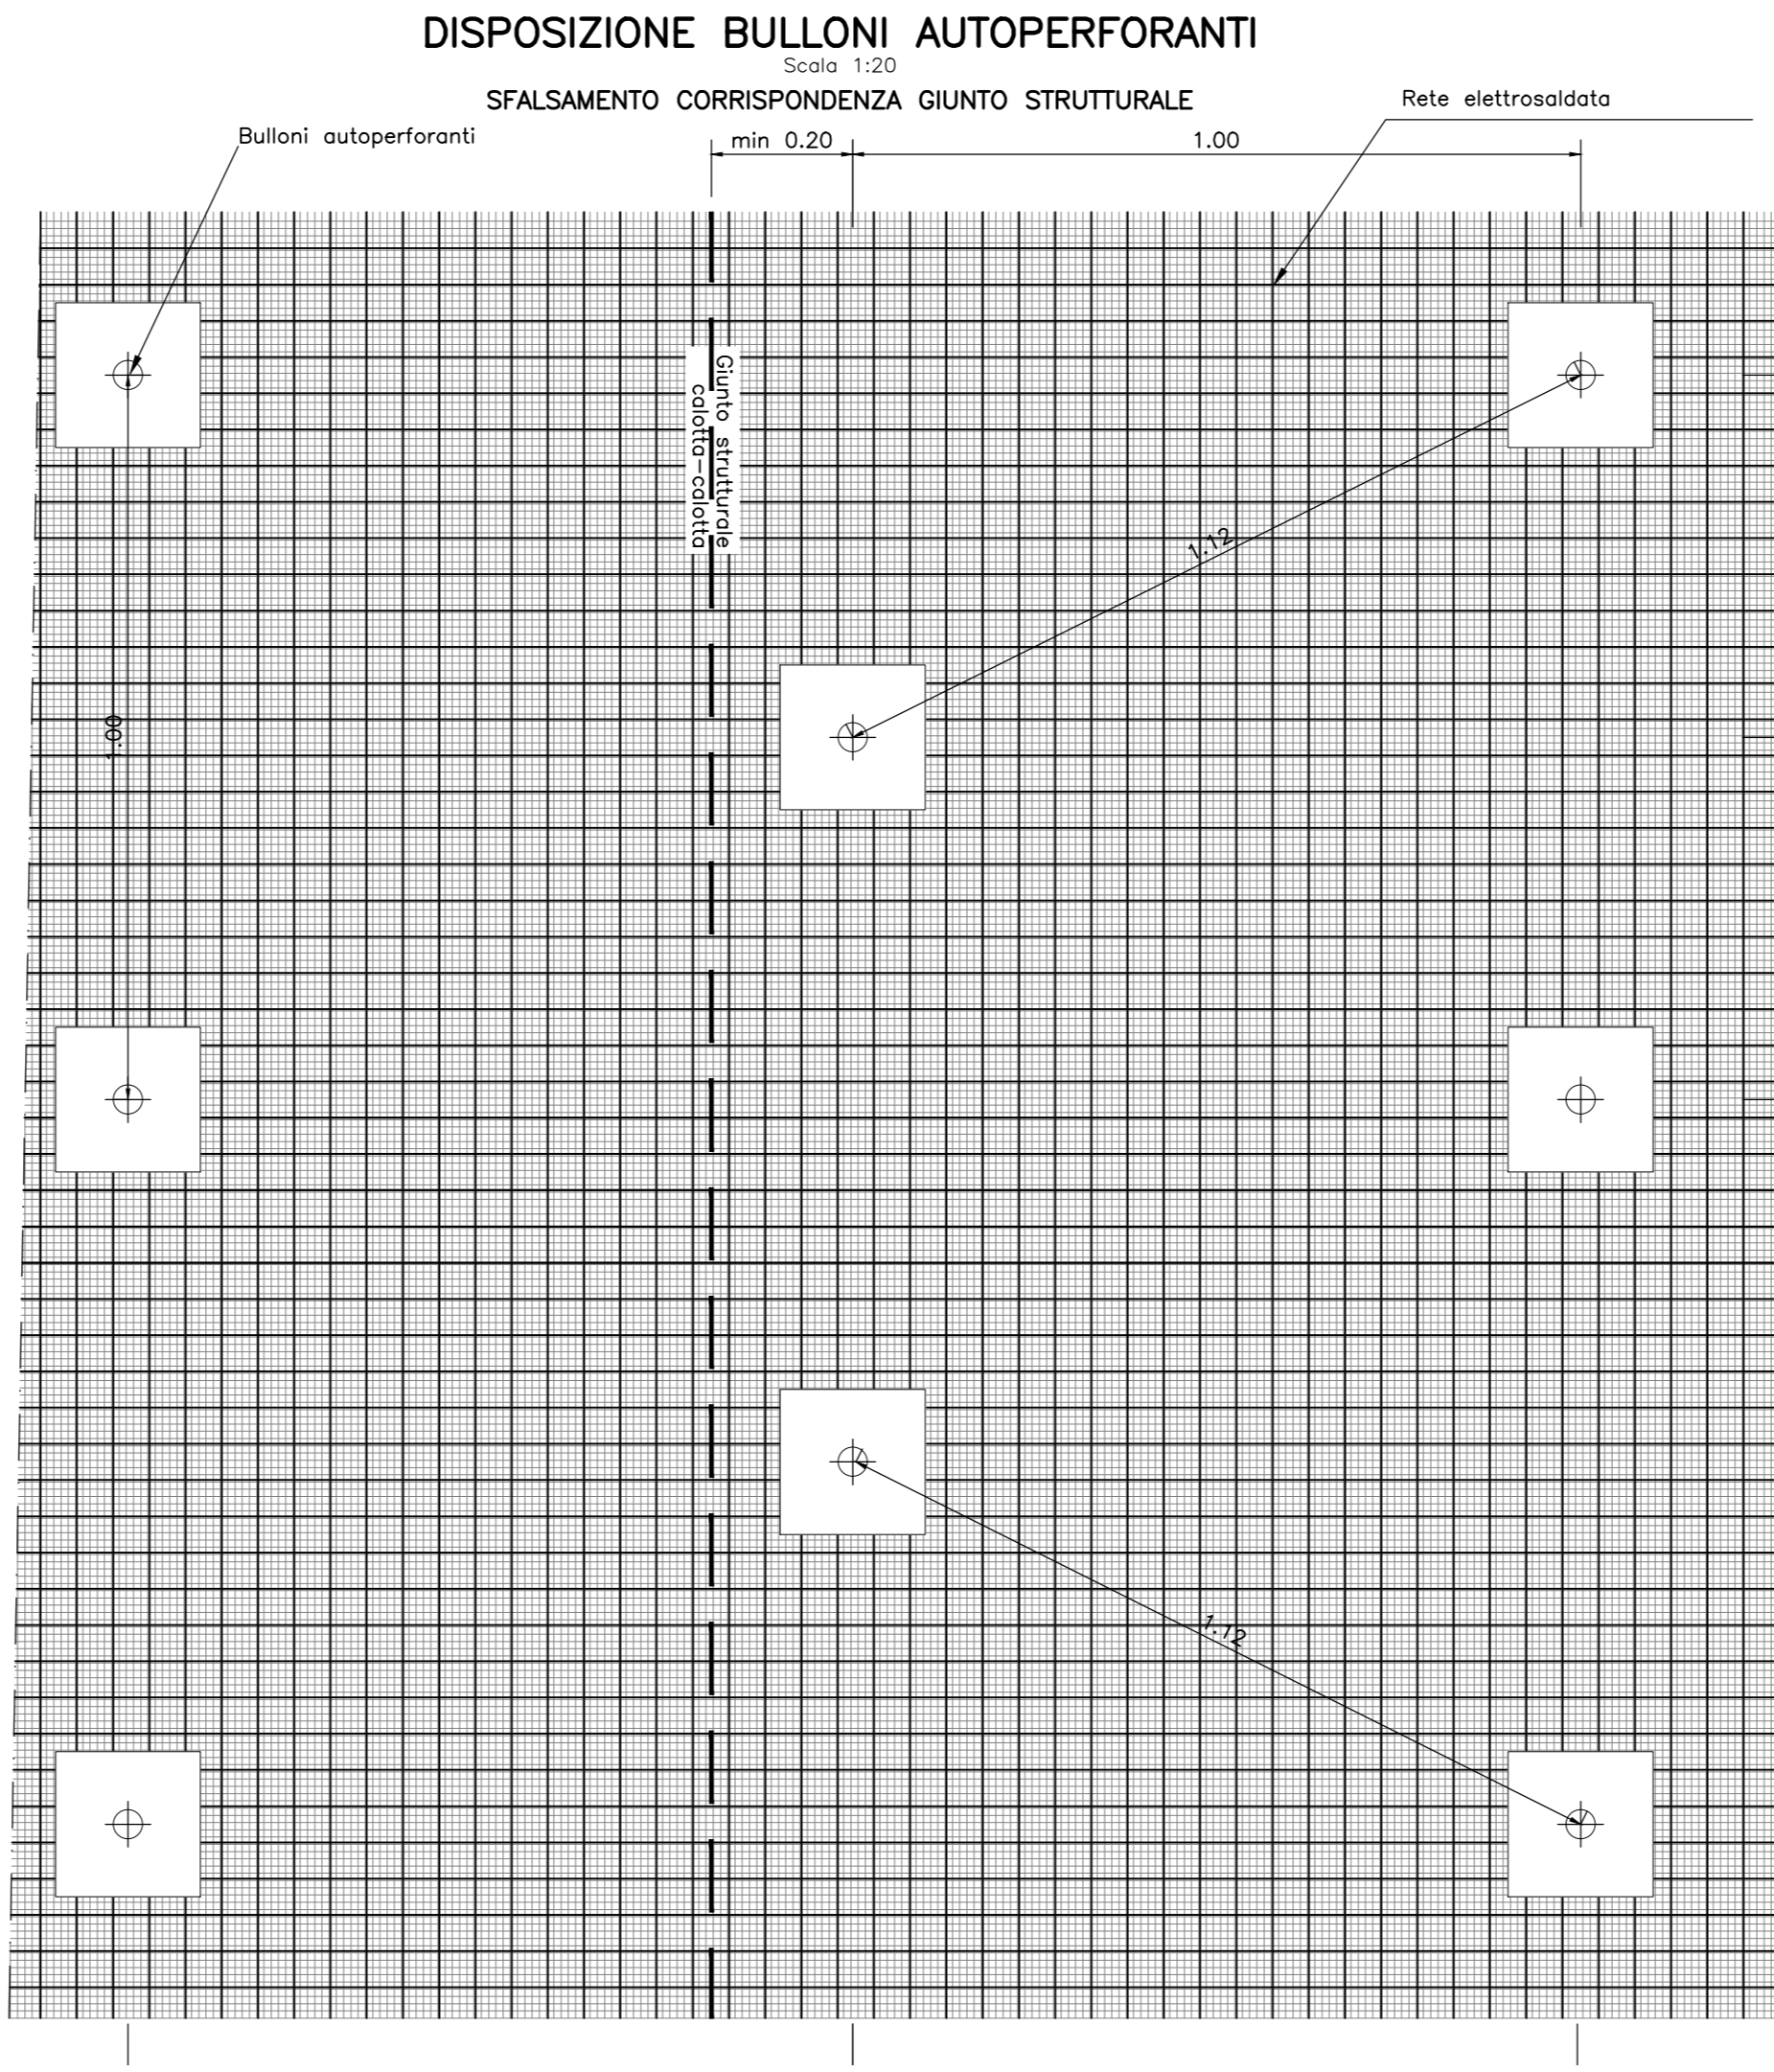 DISPOSIZIONE BULLONI AUTOPERFORANTI
Scala 1:20
SFALSAMENTO CORRISPONDENZA GIUNTO STRUTTURALE
Rete elettrosaldata
Bulloni autoperforanti
min 0.20
1.00
Giunto strutturale
calotta-calotta
1.12
1.00
1.12